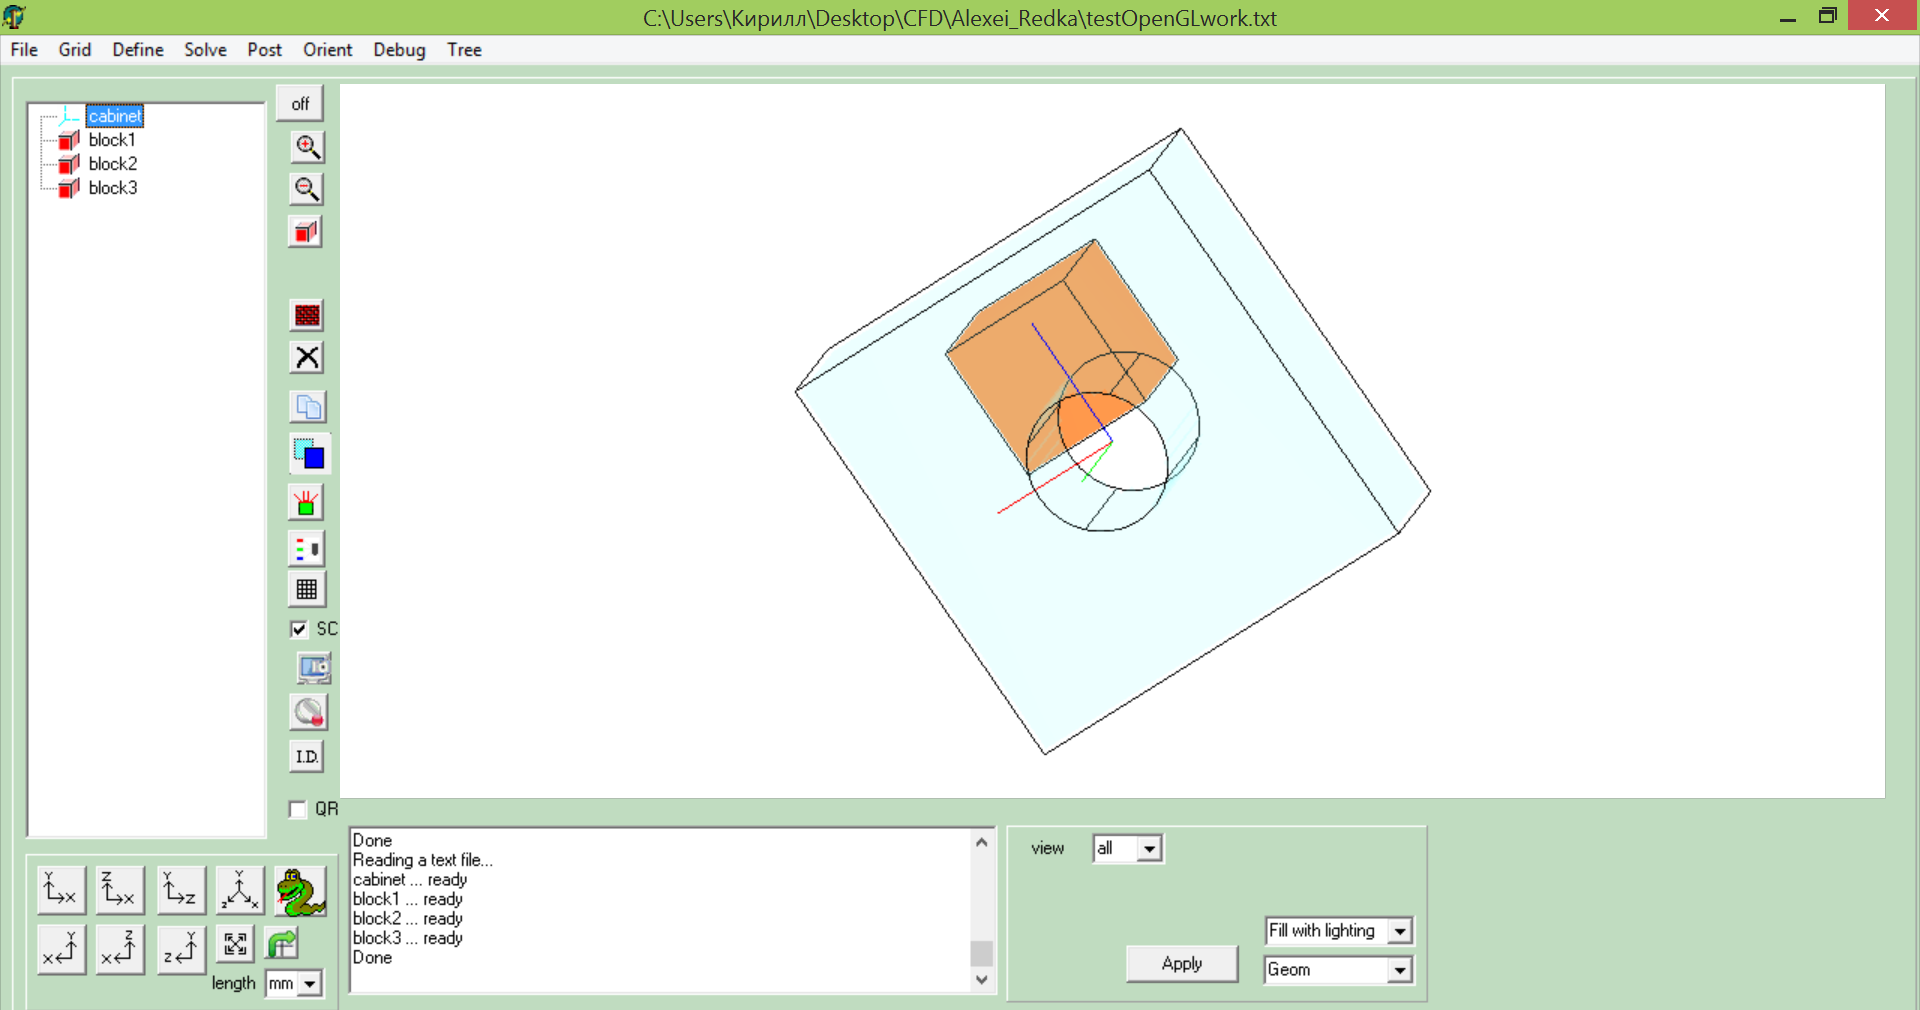 C:\Users\Кирилл\Desktop\CFD\Alexei_Redka\testOpenGLwork.txt
File Grid Define Solve Post Orient Debug Tree
cabinet
block1
block2
block3
off
SC
I.D.
QR
Y X
Z X
Y Z
Y Z X
Y X
Z X
Y Z
length mm
Done
Reading a text file...
cabinet ... ready
block1 ... ready
block2 ... ready
block3 ... ready
Done
view all
Fill with lighting
Apply
Geom